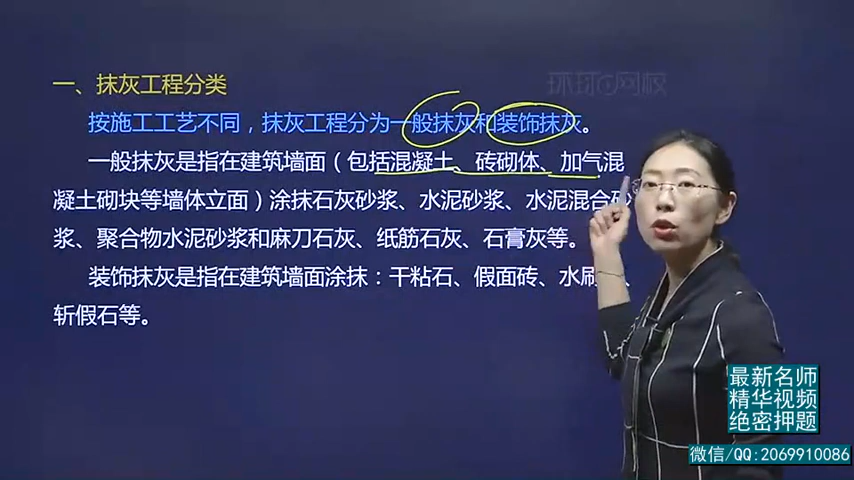 环球网校
一、抹灰工程分类
按施工工艺不同，抹灰工程分为一般抹灰和装饰抹灰。
一般抹灰是指在建筑墙面（包括混凝土、砖砌体、加气混
凝土砌块等墙体立面）涂抹石灰砂浆、水泥砂浆、水泥混合砂
浆、聚合物水泥砂浆和麻刀石灰、纸筋石灰、石膏灰等。
装饰抹灰是指在建筑墙面涂抹：干粘石、假面砖、水刷
斩假石等。
最新名师
精华视频
绝密押题
微信/QQ:2069910086